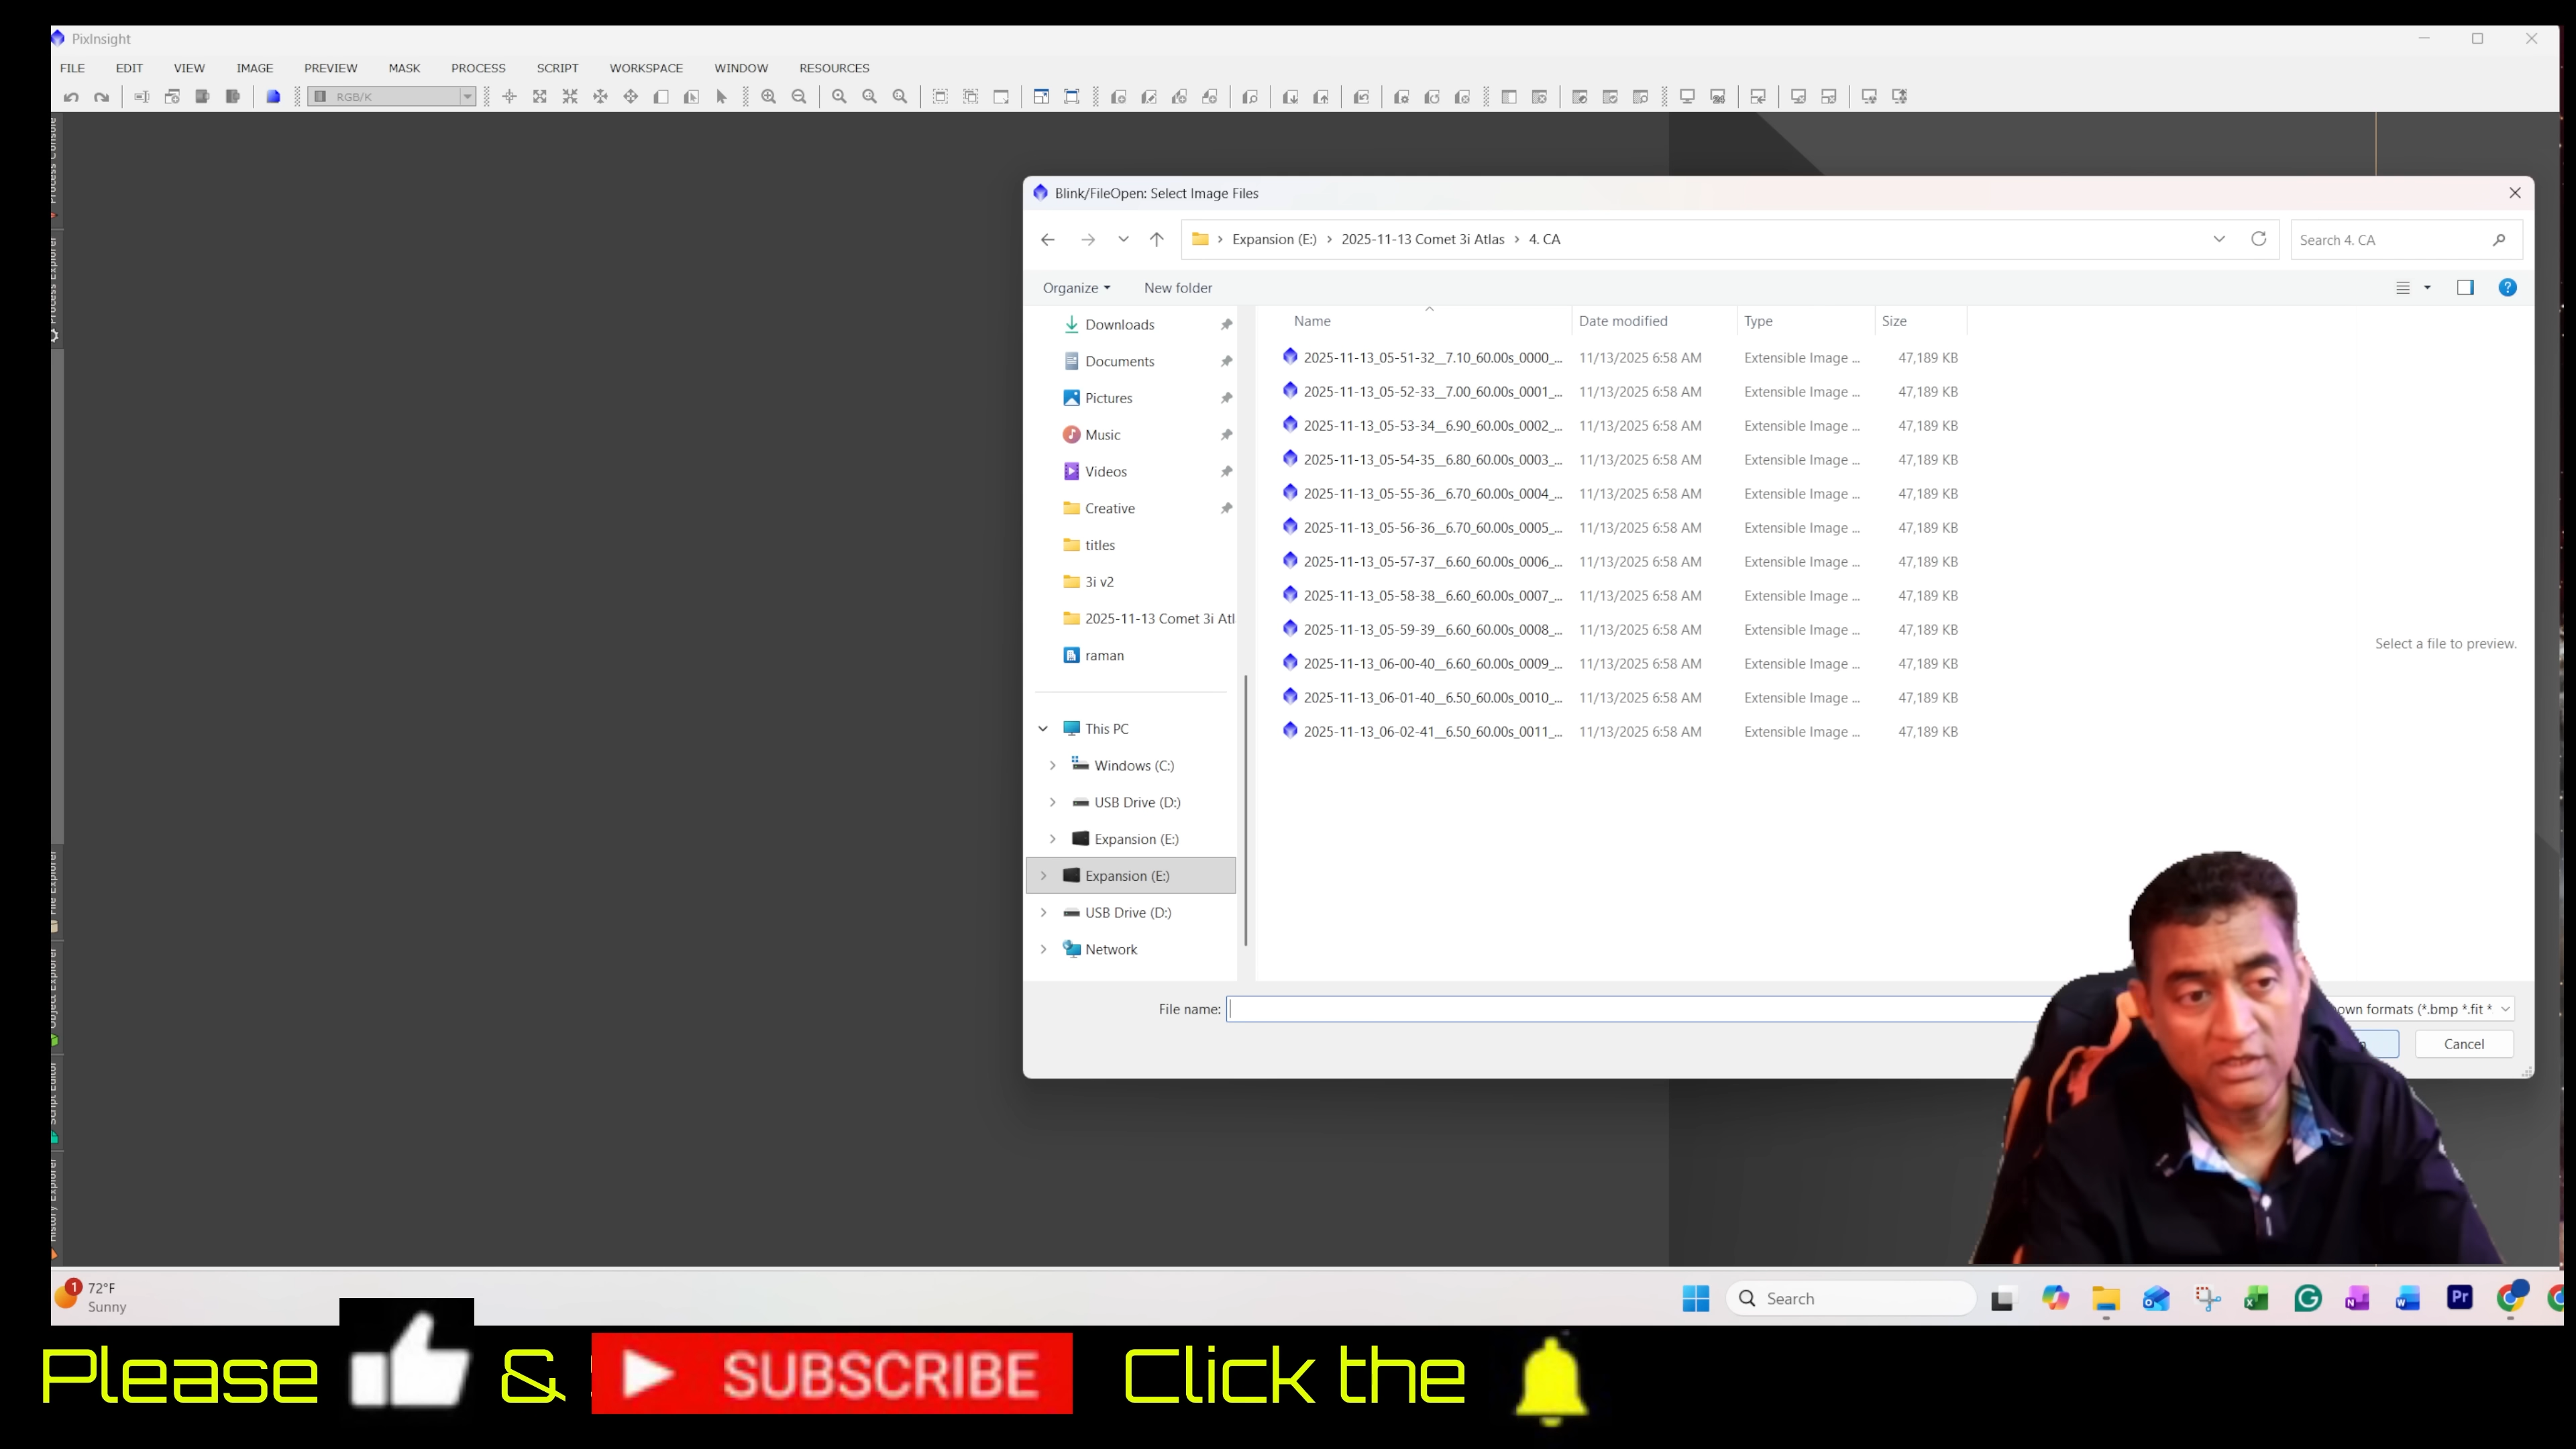 PixInsight
FILE EDIT VIEW IMAGE PREVIEW MASK PROCESS SCRIPT WORKSPACE WINDOW RESOURCES
RGB/K
Process Console
Process Explorer
File Explorer
Object Explorer
Script Editor
History Explorer
Blink/FileOpen: Select Image Files
Expansion (E:) › 2025-11-13 Comet 3i Atlas › 4. CA
Search 4. CA
Organize New folder
Downloads
Documents
Pictures
Music
Videos
Creative
titles
3i v2
2025-11-13 Comet 3i Atl
raman
This PC
Windows (C:)
USB Drive (D:)
Expansion (E:)
Expansion (E:)
USB Drive (D:)
Network
Name Date modified Type Size
2025-11-13_05-51-32__7.10_60.00s_0000_... 11/13/2025 6:58 AM Extensible Image ... 47,189 KB
2025-11-13_05-52-33__7.00_60.00s_0001_... 11/13/2025 6:58 AM Extensible Image ... 47,189 KB
2025-11-13_05-53-34__6.90_60.00s_0002_... 11/13/2025 6:58 AM Extensible Image ... 47,189 KB
2025-11-13_05-54-35__6.80_60.00s_0003_... 11/13/2025 6:58 AM Extensible Image ... 47,189 KB
2025-11-13_05-55-36__6.70_60.00s_0004_... 11/13/2025 6:58 AM Extensible Image ... 47,189 KB
2025-11-13_05-56-36__6.70_60.00s_0005_... 11/13/2025 6:58 AM Extensible Image ... 47,189 KB
2025-11-13_05-57-37__6.60_60.00s_0006_... 11/13/2025 6:58 AM Extensible Image ... 47,189 KB
2025-11-13_05-58-38__6.60_60.00s_0007_... 11/13/2025 6:58 AM Extensible Image ... 47,189 KB
2025-11-13_05-59-39__6.60_60.00s_0008_... 11/13/2025 6:58 AM Extensible Image ... 47,189 KB
2025-11-13_06-00-40__6.60_60.00s_0009_... 11/13/2025 6:58 AM Extensible Image ... 47,189 KB
2025-11-13_06-01-40__6.50_60.00s_0010_... 11/13/2025 6:58 AM Extensible Image ... 47,189 KB
2025-11-13_06-02-41__6.50_60.00s_0011_... 11/13/2025 6:58 AM Extensible Image ... 47,189 KB
Select a file to preview.
File name:
own formats (*.bmp *.fit *
Cancel
1 72°F
Sunny
Search
Pr
Please & SUBSCRIBE Click the